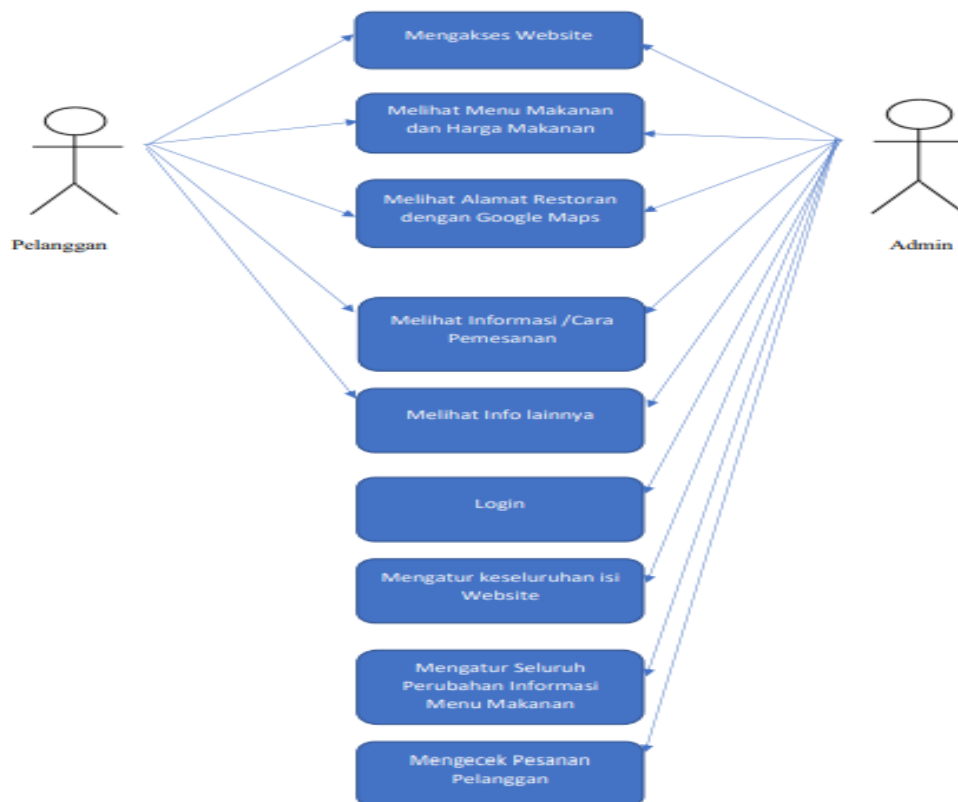 Mengakses Website
Melihat Menu Makanan
dan Harga Makanan
Melihat Alamat Restoran
dengan Google Maps
Pelanggan
Admin
Melihat Informasi /Cara
Pemesanan
Melihat Info lainnya
Login
Mengatur keseluruhan isi
Website
Mengatur Seluruh
Perubahan Informasi
Menu Makanan
Mengecek Pesanan
Pelanggan